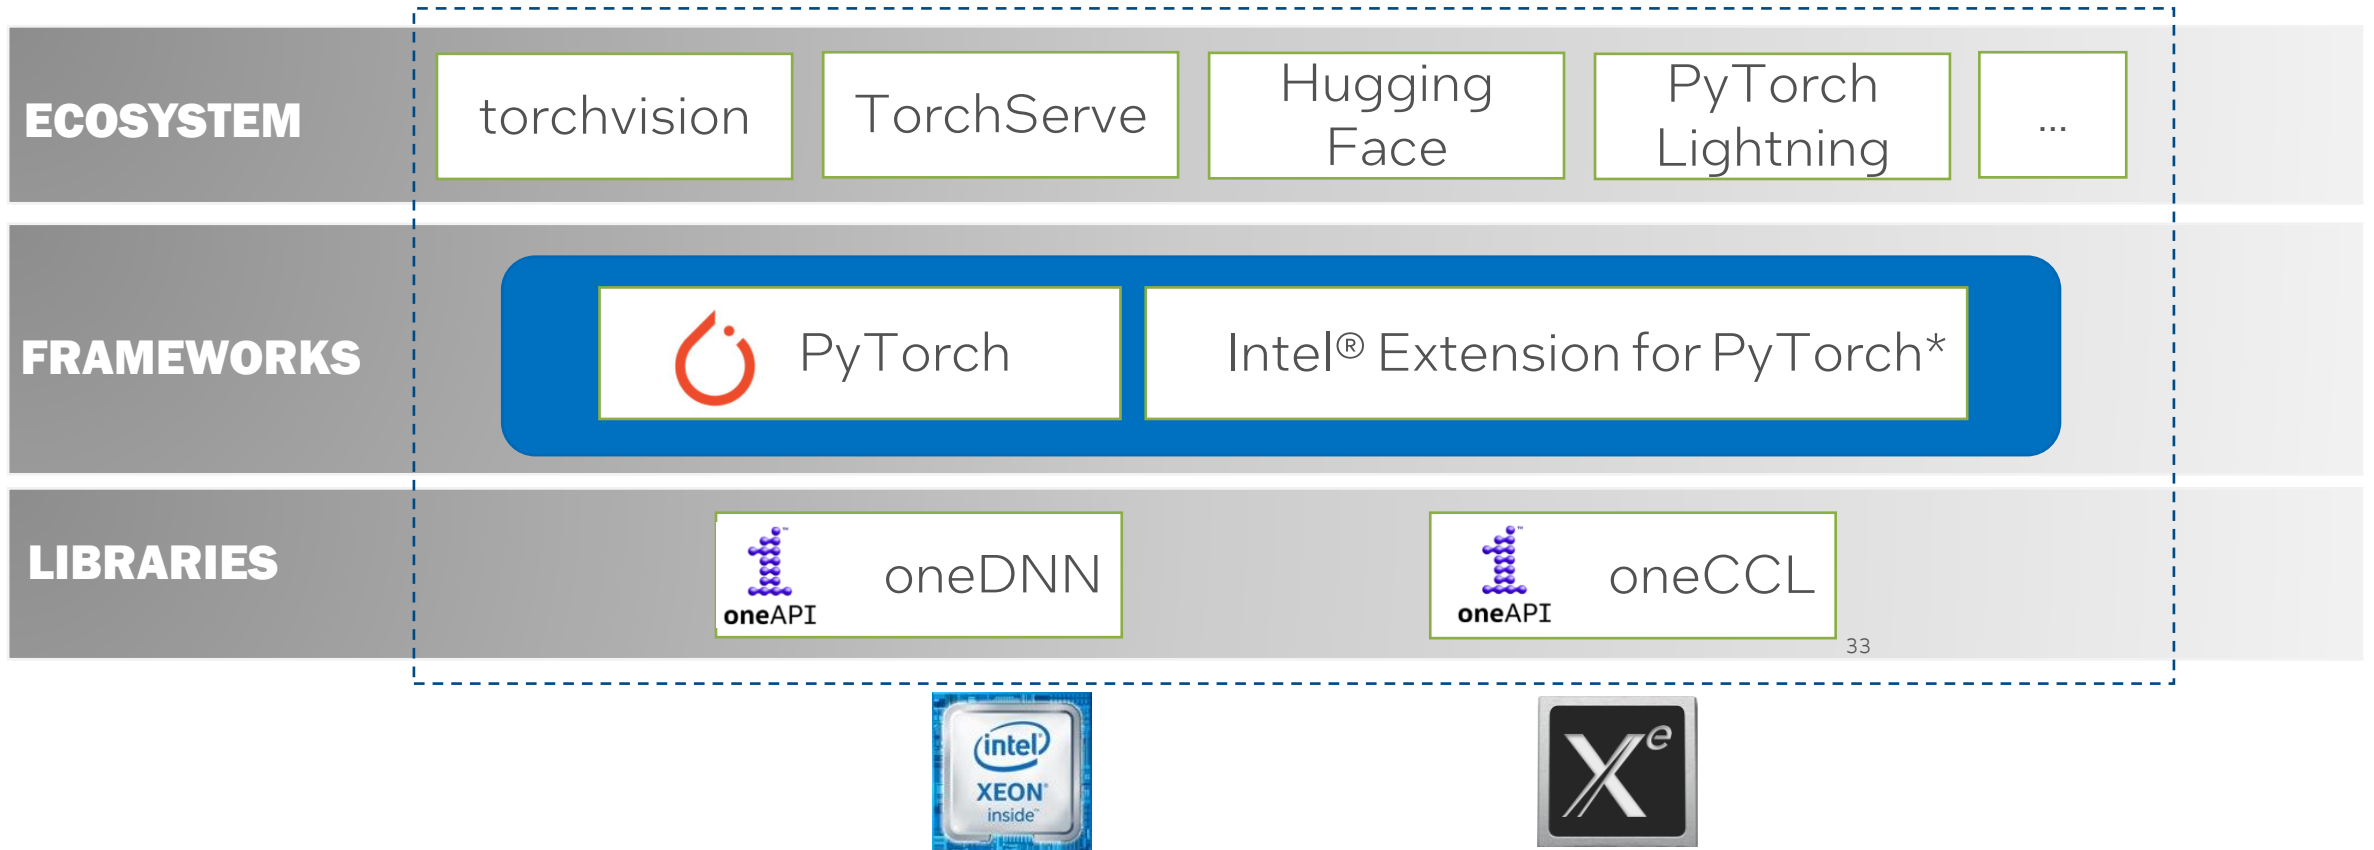 ECOSYSTEM
torchvision
TorchServe
Hugging
Face
PyTorch
Lightning
...
FRAMEWORKS
PyTorch
Intel® Extension for PyTorch*
LIBRARIES
oneAPI
oneDNN
oneAPI
oneCCL
33
intel®
XEON®
inside™
Xe